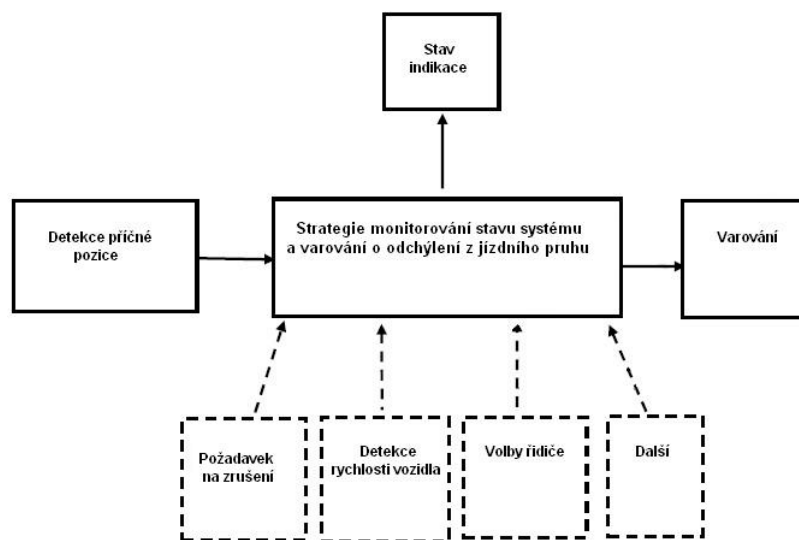 Stav
indikace
Detekce příčné
pozice
Strategie monitorování stavu systému
a varování o odchýlení z jízdního pruhu
Varování
Požadavek
na zrušení
Detekce
rychlosti vozidla
Volby řidiče
Další